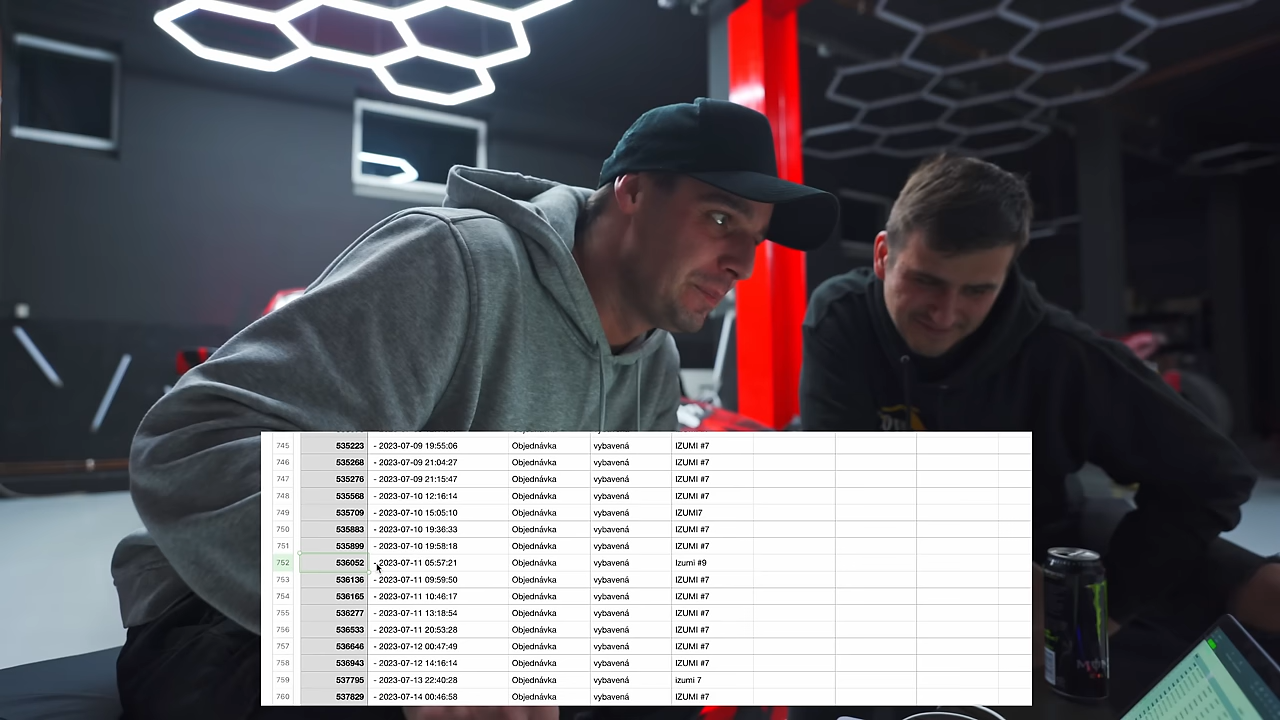 745 535223 - 2023-07-09 19:55:06 Objednávka vybavená IZUMI #7
746 535268 - 2023-07-09 21:04:27 Objednávka vybavená IZUMI #7
747 535276 - 2023-07-09 21:15:47 Objednávka vybavená IZUMI #7
748 535568 - 2023-07-10 12:16:14 Objednávka vybavená IZUMI #7
749 535709 - 2023-07-10 15:05:10 Objednávka vybavená IZUMI7
750 535883 - 2023-07-10 19:36:33 Objednávka vybavená IZUMI #7
751 535899 - 2023-07-10 19:58:18 Objednávka vybavená IZUMI #7
752 536052 - 2023-07-11 05:57:21 Objednávka vybavená Izumi #9
753 536136 - 2023-07-11 09:59:50 Objednávka vybavená IZUMI #7
754 536165 - 2023-07-11 10:46:17 Objednávka vybavená IZUMI #7
755 536277 - 2023-07-11 13:18:54 Objednávka vybavená IZUMI #7
756 536533 - 2023-07-11 20:53:28 Objednávka vybavená IZUMI #7
757 536646 - 2023-07-12 00:47:49 Objednávka vybavená IZUMI #7
758 536943 - 2023-07-12 14:16:14 Objednávka vybavená IZUMI #7
759 537795 - 2023-07-13 22:40:28 Objednávka vybavená izumi 7
760 537829 - 2023-07-14 00:46:58 Objednávka vybavená IZUMI #7